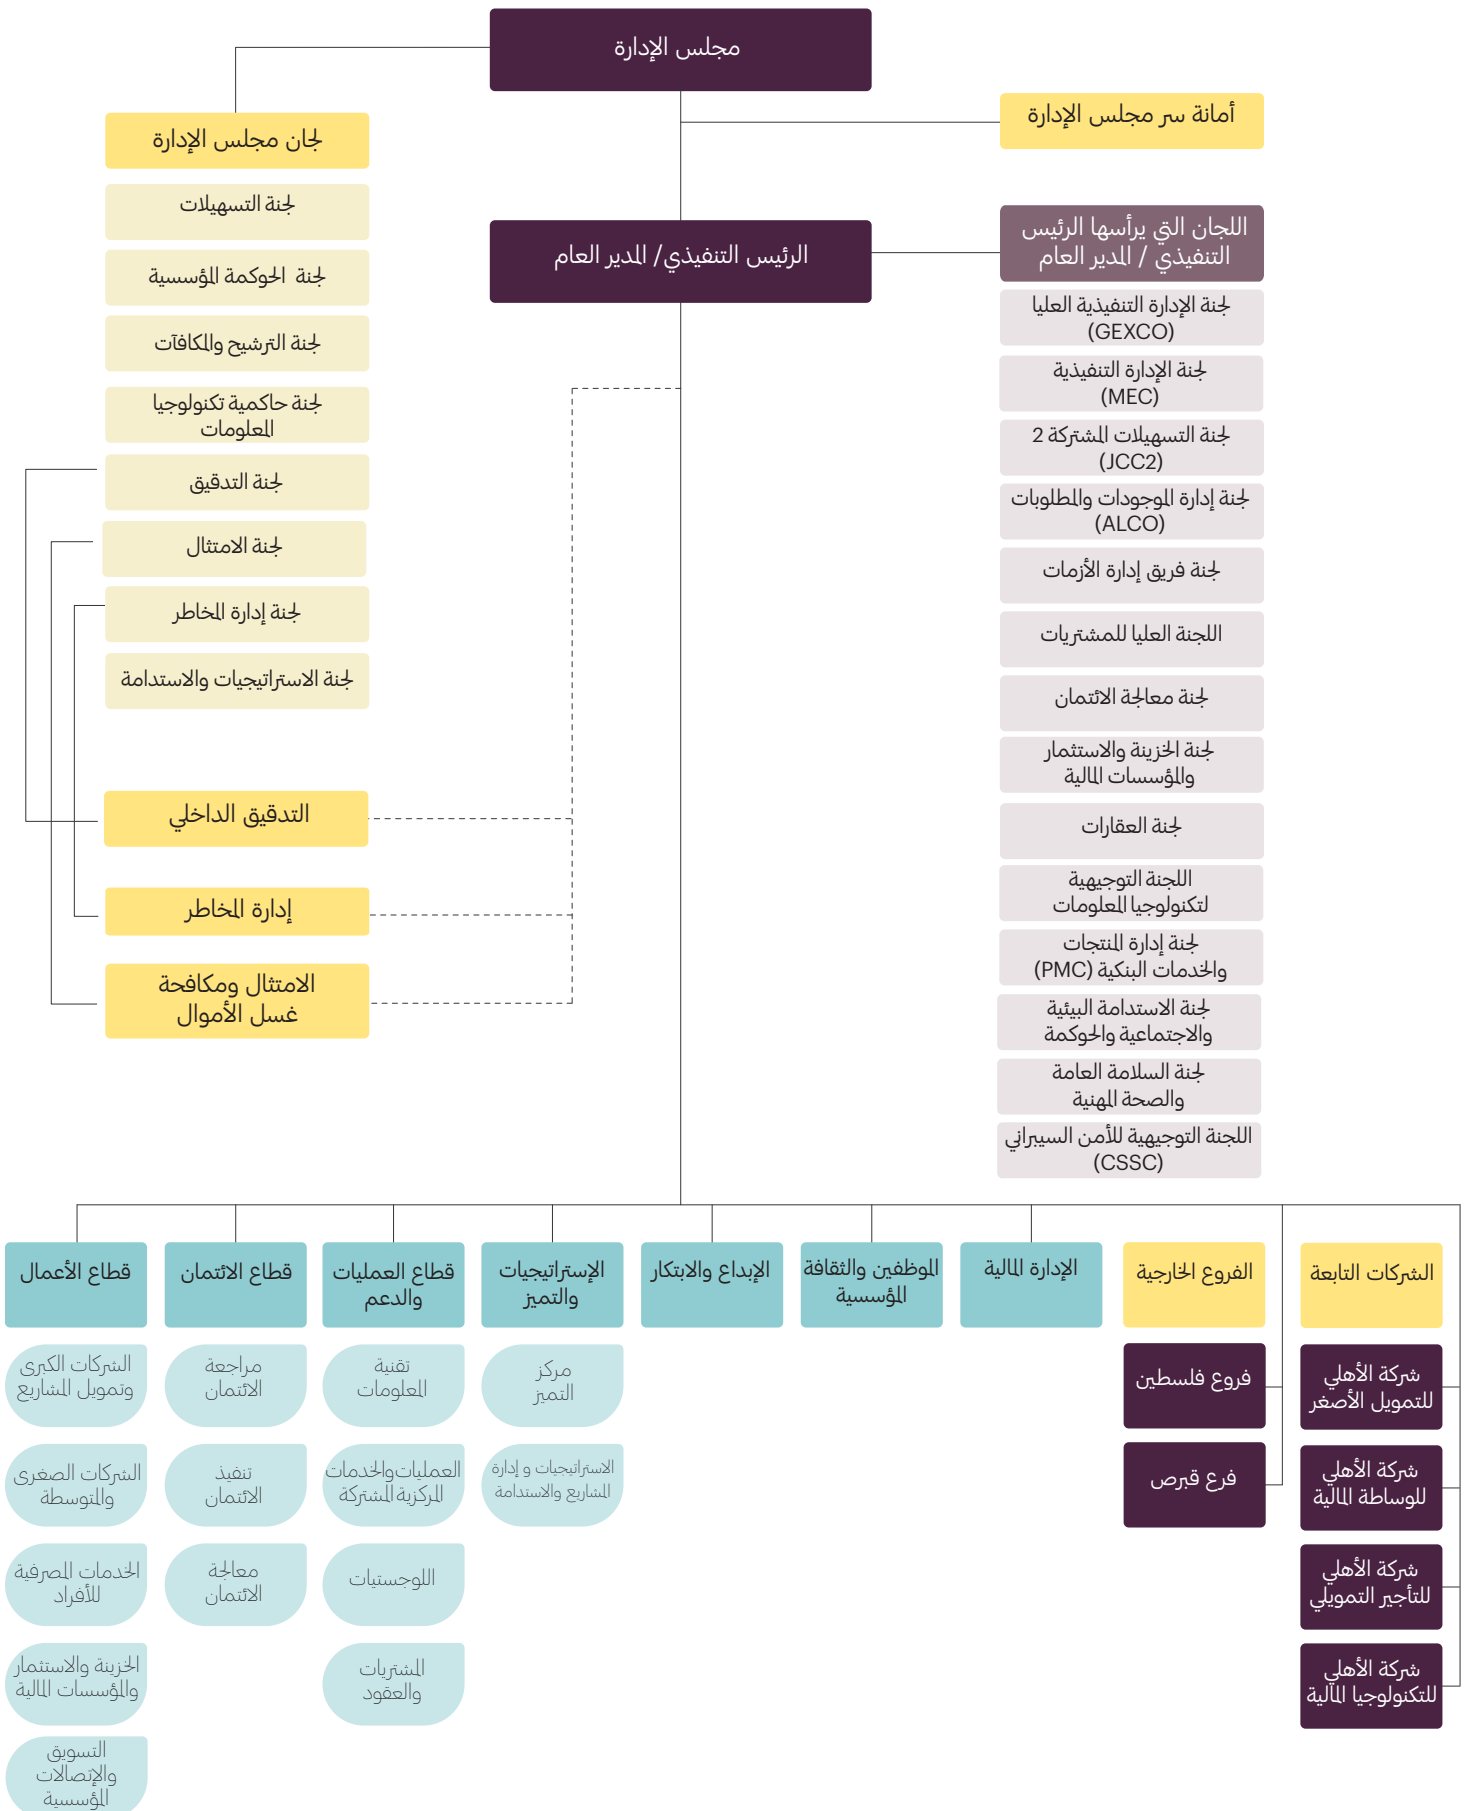 مجلس الإدارة
أمانة سر مجلس الإدارة
لجان مجلس الإدارة
لجنة التسهيلات
لجنة الحوكمة المؤسسية
لجنة الترشيح والمكافآت
لجنة حاكمية تكنولوجيا
المعلومات
لجنة التدقيق
لجنة الامتثال
لجنة إدارة المخاطر
لجنة الاستراتيجيات والاستدامة
التدقيق الداخلي
إدارة المخاطر
الامتثال ومكافحة
غسل الأموال
الرئيس التنفيذي/ المدير العام
اللجان التي يرأسها الرئيس
التنفيذي / المدير العام
لجنة الإدارة التنفيذية العليا
(GEXCO)
لجنة الإدارة التنفيذية
(MEC)
لجنة التسهيلات المشتركة 2
(JCC2)
لجنة إدارة الموجودات والمطلوبات
(ALCO)
لجنة فريق إدارة الأزمات
اللجنة العليا للمشتريات
لجنة معالجة الائتمان
لجنة الخزينة والاستثمار
والمؤسسات المالية
لجنة العقارات
اللجنة التوجيهية
لتكنولوجيا المعلومات
لجنة إدارة المنتجات
والخدمات البنكية (PMC)
لجنة الاستدامة البيئية
والاجتماعية والحوكمة
لجنة السلامة العامة
والصحة المهنية
اللجنة التوجيهية للأمن السيبراني
(CSSC)
الشركات التابعة
شركة الأهلي
للتمويل الأصغر
شركة الأهلي
للوساطة المالية
شركة الأهلي
للتأجير التمويلي
شركة الأهلي
للتكنولوجيا المالية
الفروع الخارجية
فروع فلسطين
فرع قبرص
الإدارة المالية
الموظفين والثقافة
المؤسسية
الإبداع والابتكار
الإستراتيجيات
والتميز
مركز
التميز
الاستراتيجيات و إدارة
المشاريع والاستدامة
قطاع العمليات
والدعم
تقنية
المعلومات
العمليات والخدمات
المركزية المشتركة
اللوجستيات
المشتريات
والعقود
قطاع الائتمان
مراجعة
الائتمان
تنفيذ
الائتمان
معالجة
الائتمان
قطاع الأعمال
الشركات الكبرى
وتمويل المشاريع
الشركات الصغرى
والمتوسطة
الخدمات المصرفية
للأفراد
الخزينة والاستثمار
والمؤسسات المالية
التسويق
والإتصالات
المؤسسية